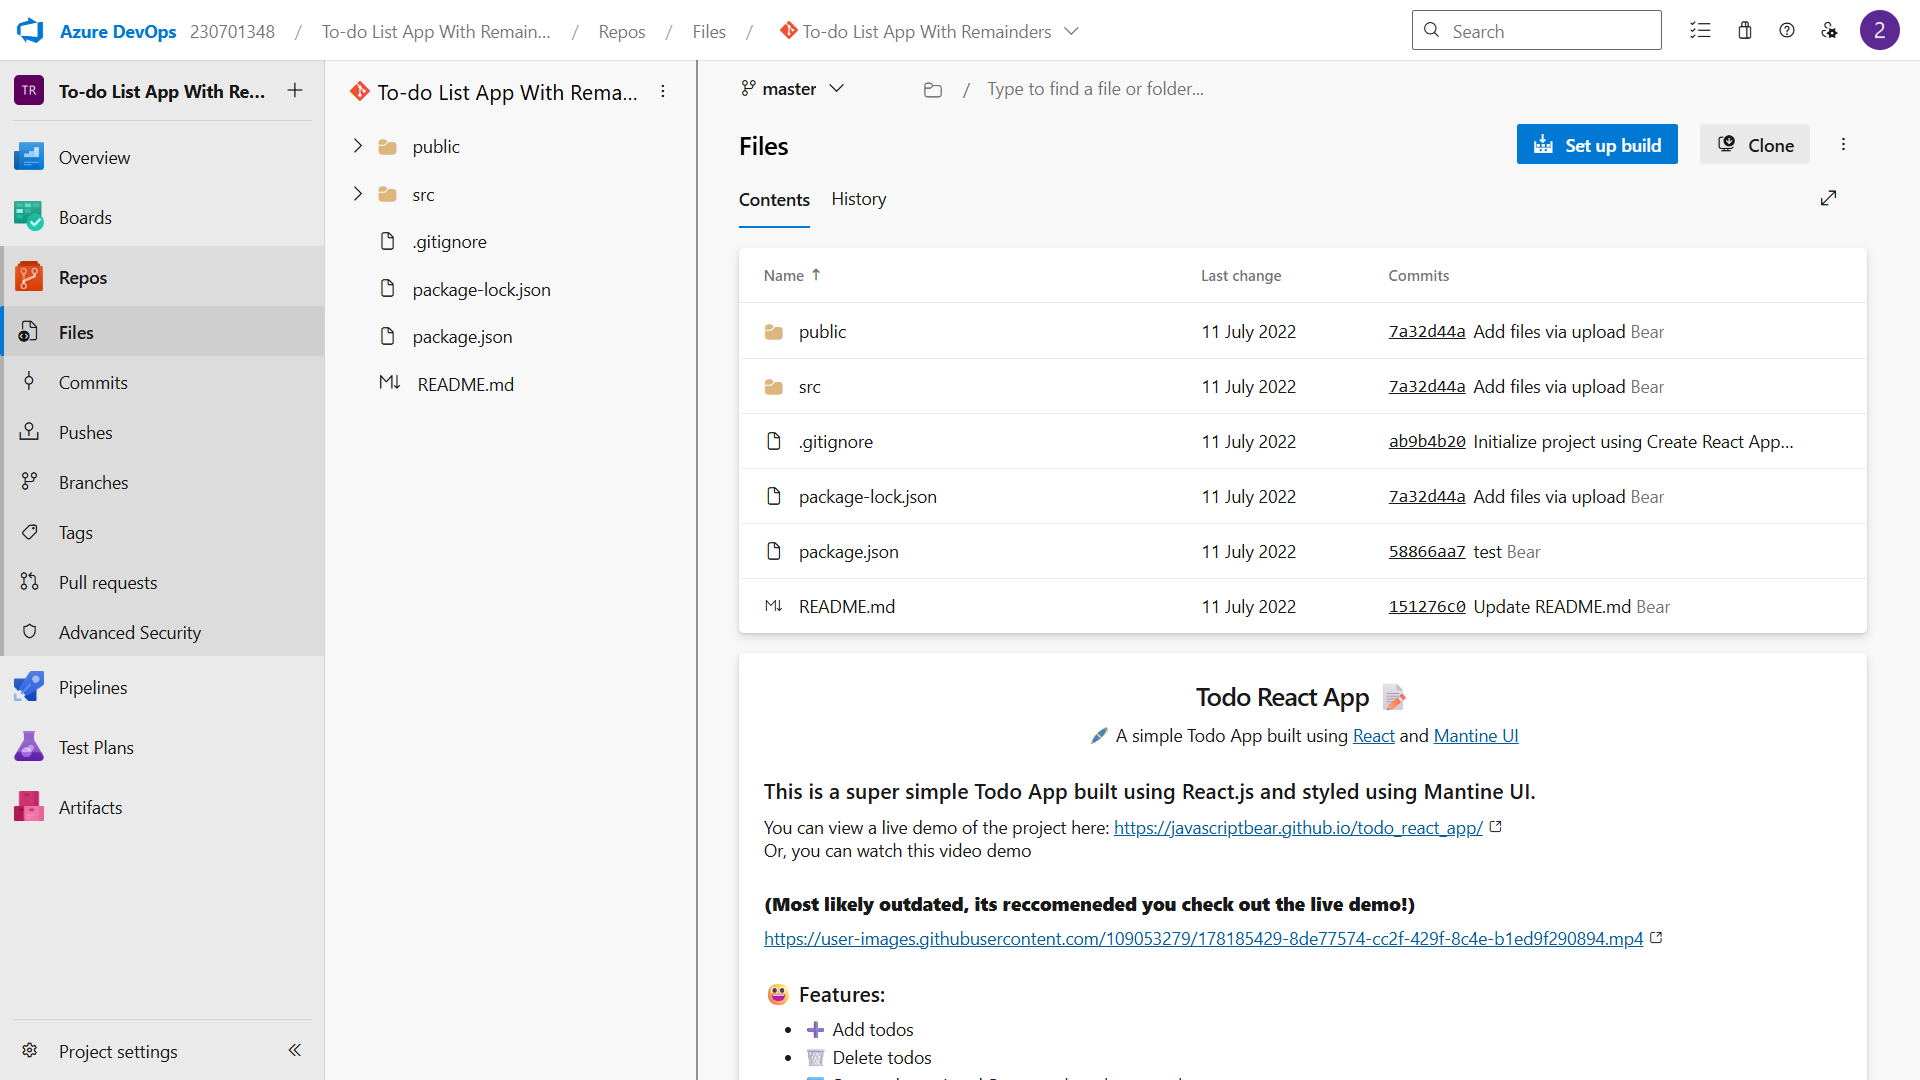 Azure DevOps 230701348 / To-do List App With Remain... / Repos / Files / To-do List App With Remainders
Search
2
TR To-do List App With Re... +
Overview
Boards
Repos
Files
Commits
Pushes
Branches
Tags
Pull requests
Advanced Security
Pipelines
Test Plans
Artifacts
Project settings
To-do List App With Rema...
public
src
.gitignore
package-lock.json
package.json
M↓ README.md
master / Type to find a file or folder...
Files
Set up build
Clone
Contents History
Name ↑ Last change Commits
public 11 July 2022 7a32d44a Add files via upload Bear
src 11 July 2022 7a32d44a Add files via upload Bear
.gitignore 11 July 2022 ab9b4b20 Initialize project using Create React App...
package-lock.json 11 July 2022 7a32d44a Add files via upload Bear
package.json 11 July 2022 58866aa7 test Bear
M↓ README.md 11 July 2022 151276c0 Update README.md Bear
Todo React App 📝
A simple Todo App built using React and Mantine UI
This is a super simple Todo App built using React.js and styled using Mantine UI.
You can view a live demo of the project here: https://javascriptbear.github.io/todo_react_app/
Or, you can watch this video demo
(Most likely outdated, its reccomeneded you check out the live demo!)
https://user-images.githubusercontent.com/109053279/178185429-8de77574-cc2f-429f-8c4e-b1ed9f290894.mp4
😀 Features:
• ➕ Add todos
• 🗑 Delete todos